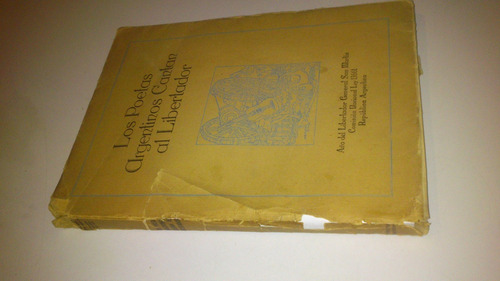 Los Poetas
Argentinos Cantan
al Libertador
Año del Libertador General San Martín
Comisión Nacional Ley 13661
República Argentina